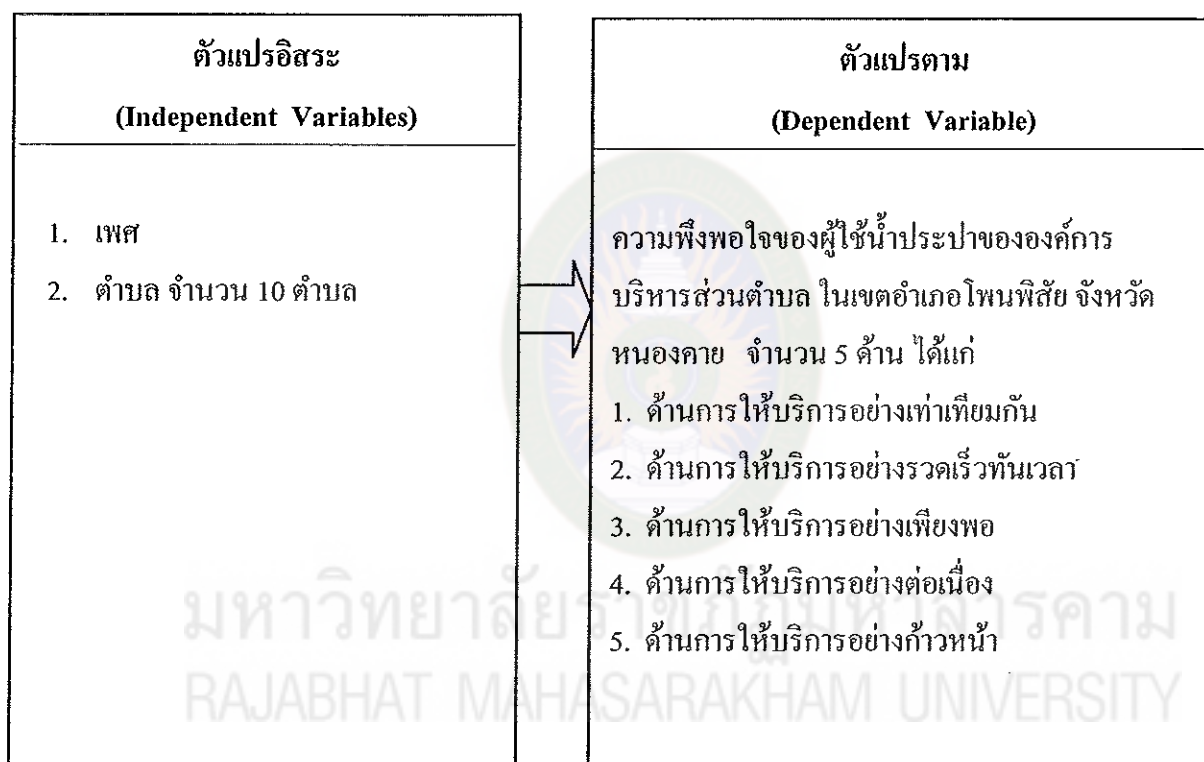 ตัวแปรอิสระ
(Independent Variables)
1. เพศ
2. ตำบล จำนวน 10 ตำบล
ตัวแปรตาม
(Dependent Variable)
ความพึงพอใจของผู้ใช้น้ำประปาขององค์การ
บริหารส่วนตำบล ในเขตอำเภอโพนพิสัย จังหวัด
หนองคาย จำนวน 5 ด้าน ได้แก่
1. ด้านการให้บริการอย่างเท่าเทียมกัน
2. ด้านการให้บริการอย่างรวดเร็วทันเวลา
3. ด้านการให้บริการอย่างเพียงพอ
4. ด้านการให้บริการอย่างต่อเนื่อง
5. ด้านการให้บริการอย่างก้าวหน้า
มหาวิทยาลัยราชภัฏมหาสารคาม
RAJABHAT MAHASARAKHAM UNIVERSITY